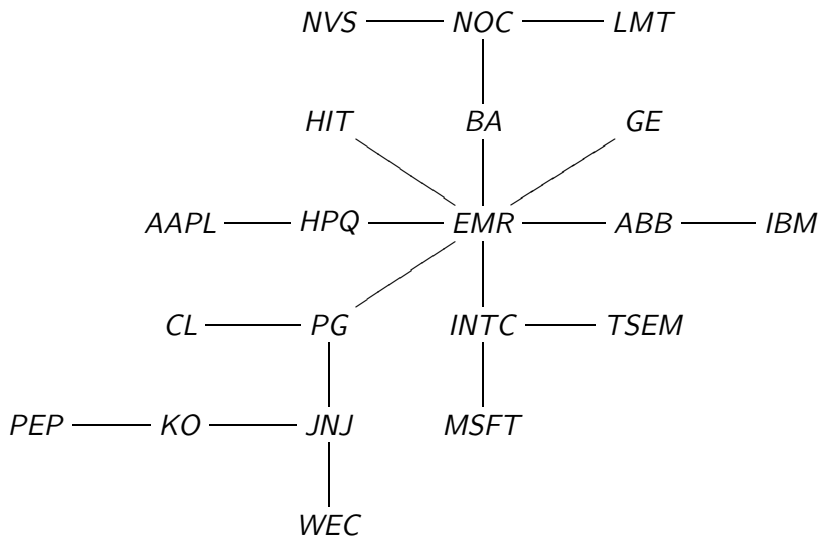 NVS NOC LMT
HIT BA GE
AAPL HPQ EMR ABB IBM
CL PG INTC TSEM
PEP KO JNJ MSFT
WEC